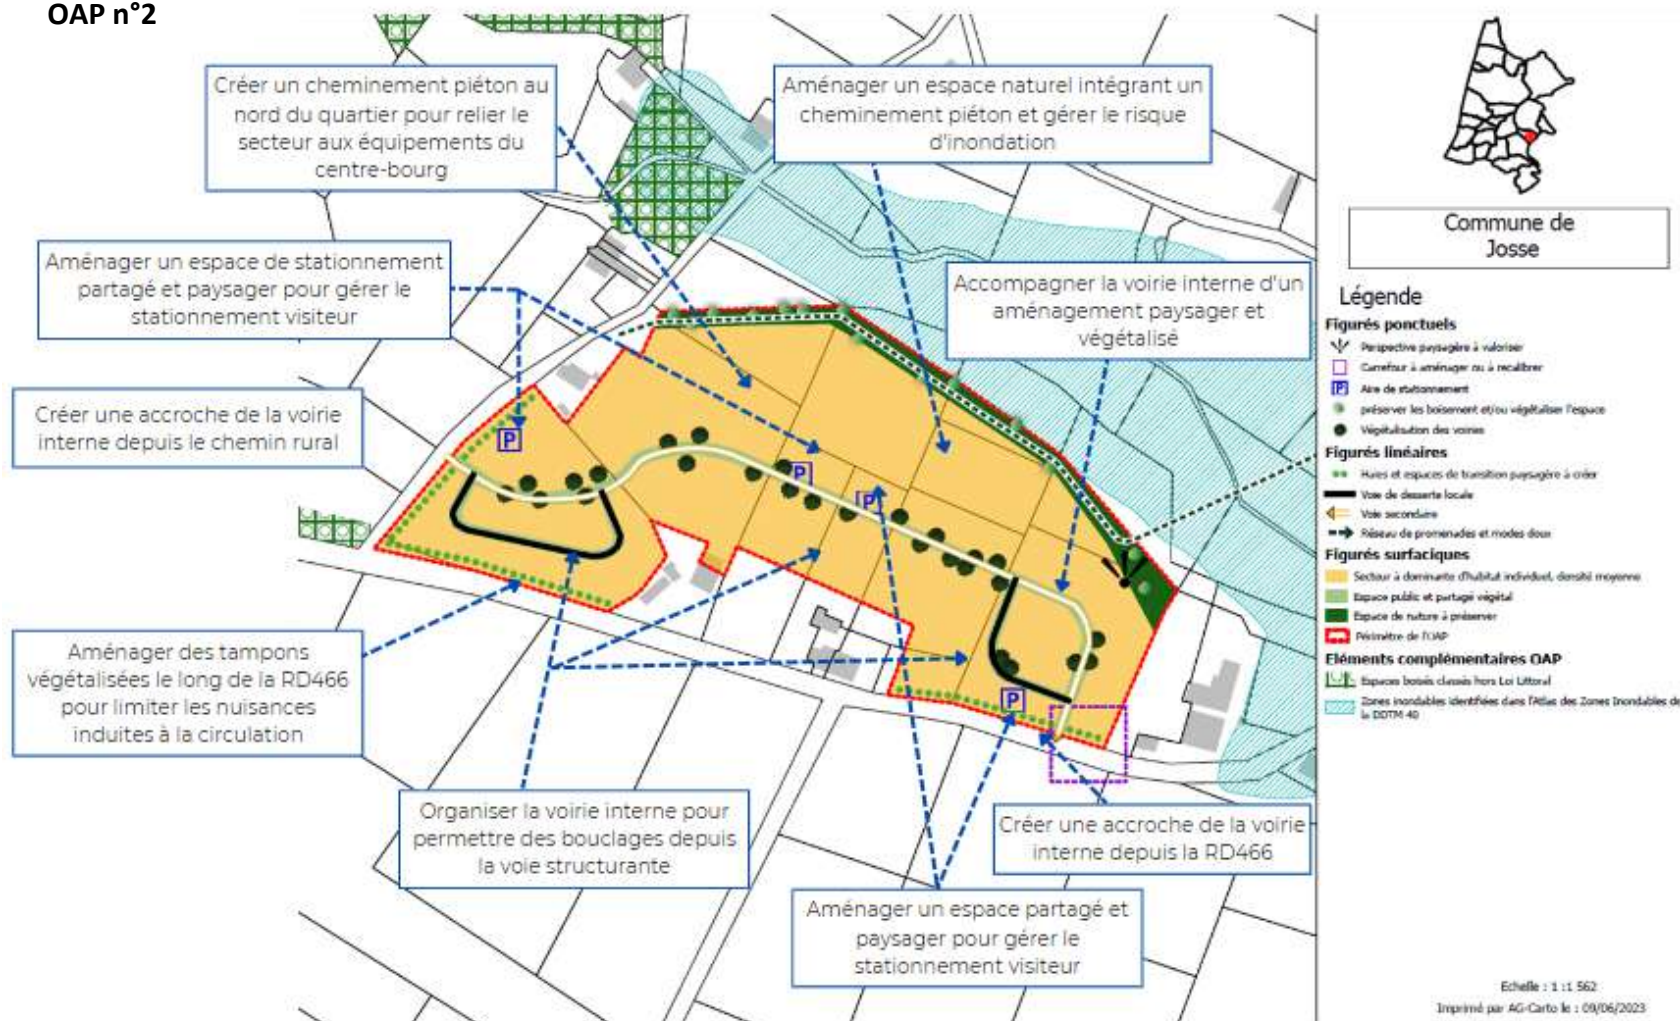 OAP n°2
Créer un cheminement piéton au
nord du quartier pour relier le
secteur aux équipements du
centre-bourg
Aménager un espace naturel intégrant un
cheminement piéton et gérer le risque
d'inondation
Aménager un espace de stationnement
partagé et paysager pour gérer le
stationnement visiteur
Accompagner la voirie interne d'un
aménagement paysager et
végétalisé
Créer une accroche de la voirie
interne depuis le chemin rural
P
P
P
P
Aménager des tampons
végétalisées le long de la RD466
pour limiter les nuisances
induites à la circulation
Organiser la voirie interne pour
permettre des bouclages depuis
la voie structurante
Créer une accroche de la voirie
interne depuis la RD466
Aménager un espace partagé et
paysager pour gérer le
stationnement visiteur
Commune de
Josse
Légende
Figurés ponctuels
Perspective paysagère à valoriser
Carrefour à aménager ou à recalibrer
P Aire de stationnement
préserver les boisement et/ou végétaliser l'espace
Végétalisation des voiries
Figurés linéaires
Haies et espaces de transition paysagère à créer
Voie de desserte locale
Voie secondaire
Réseau de promenades et modes doux
Figurés surfaciques
Secteur à dominante d'habitat individuel, densité moyenne
Espace public et partagé végétal
Espace de nature à préserver
Périmètre de l'OAP
Eléments complémentaires OAP
Espaces boisés classés hors Loi Littoral
Zones inondables identifiées dans l'Atlas des Zones Inondables de
la DDTM 40
Echelle : 1 :1 562
Imprimé par AG-Carto le : 09/06/2023